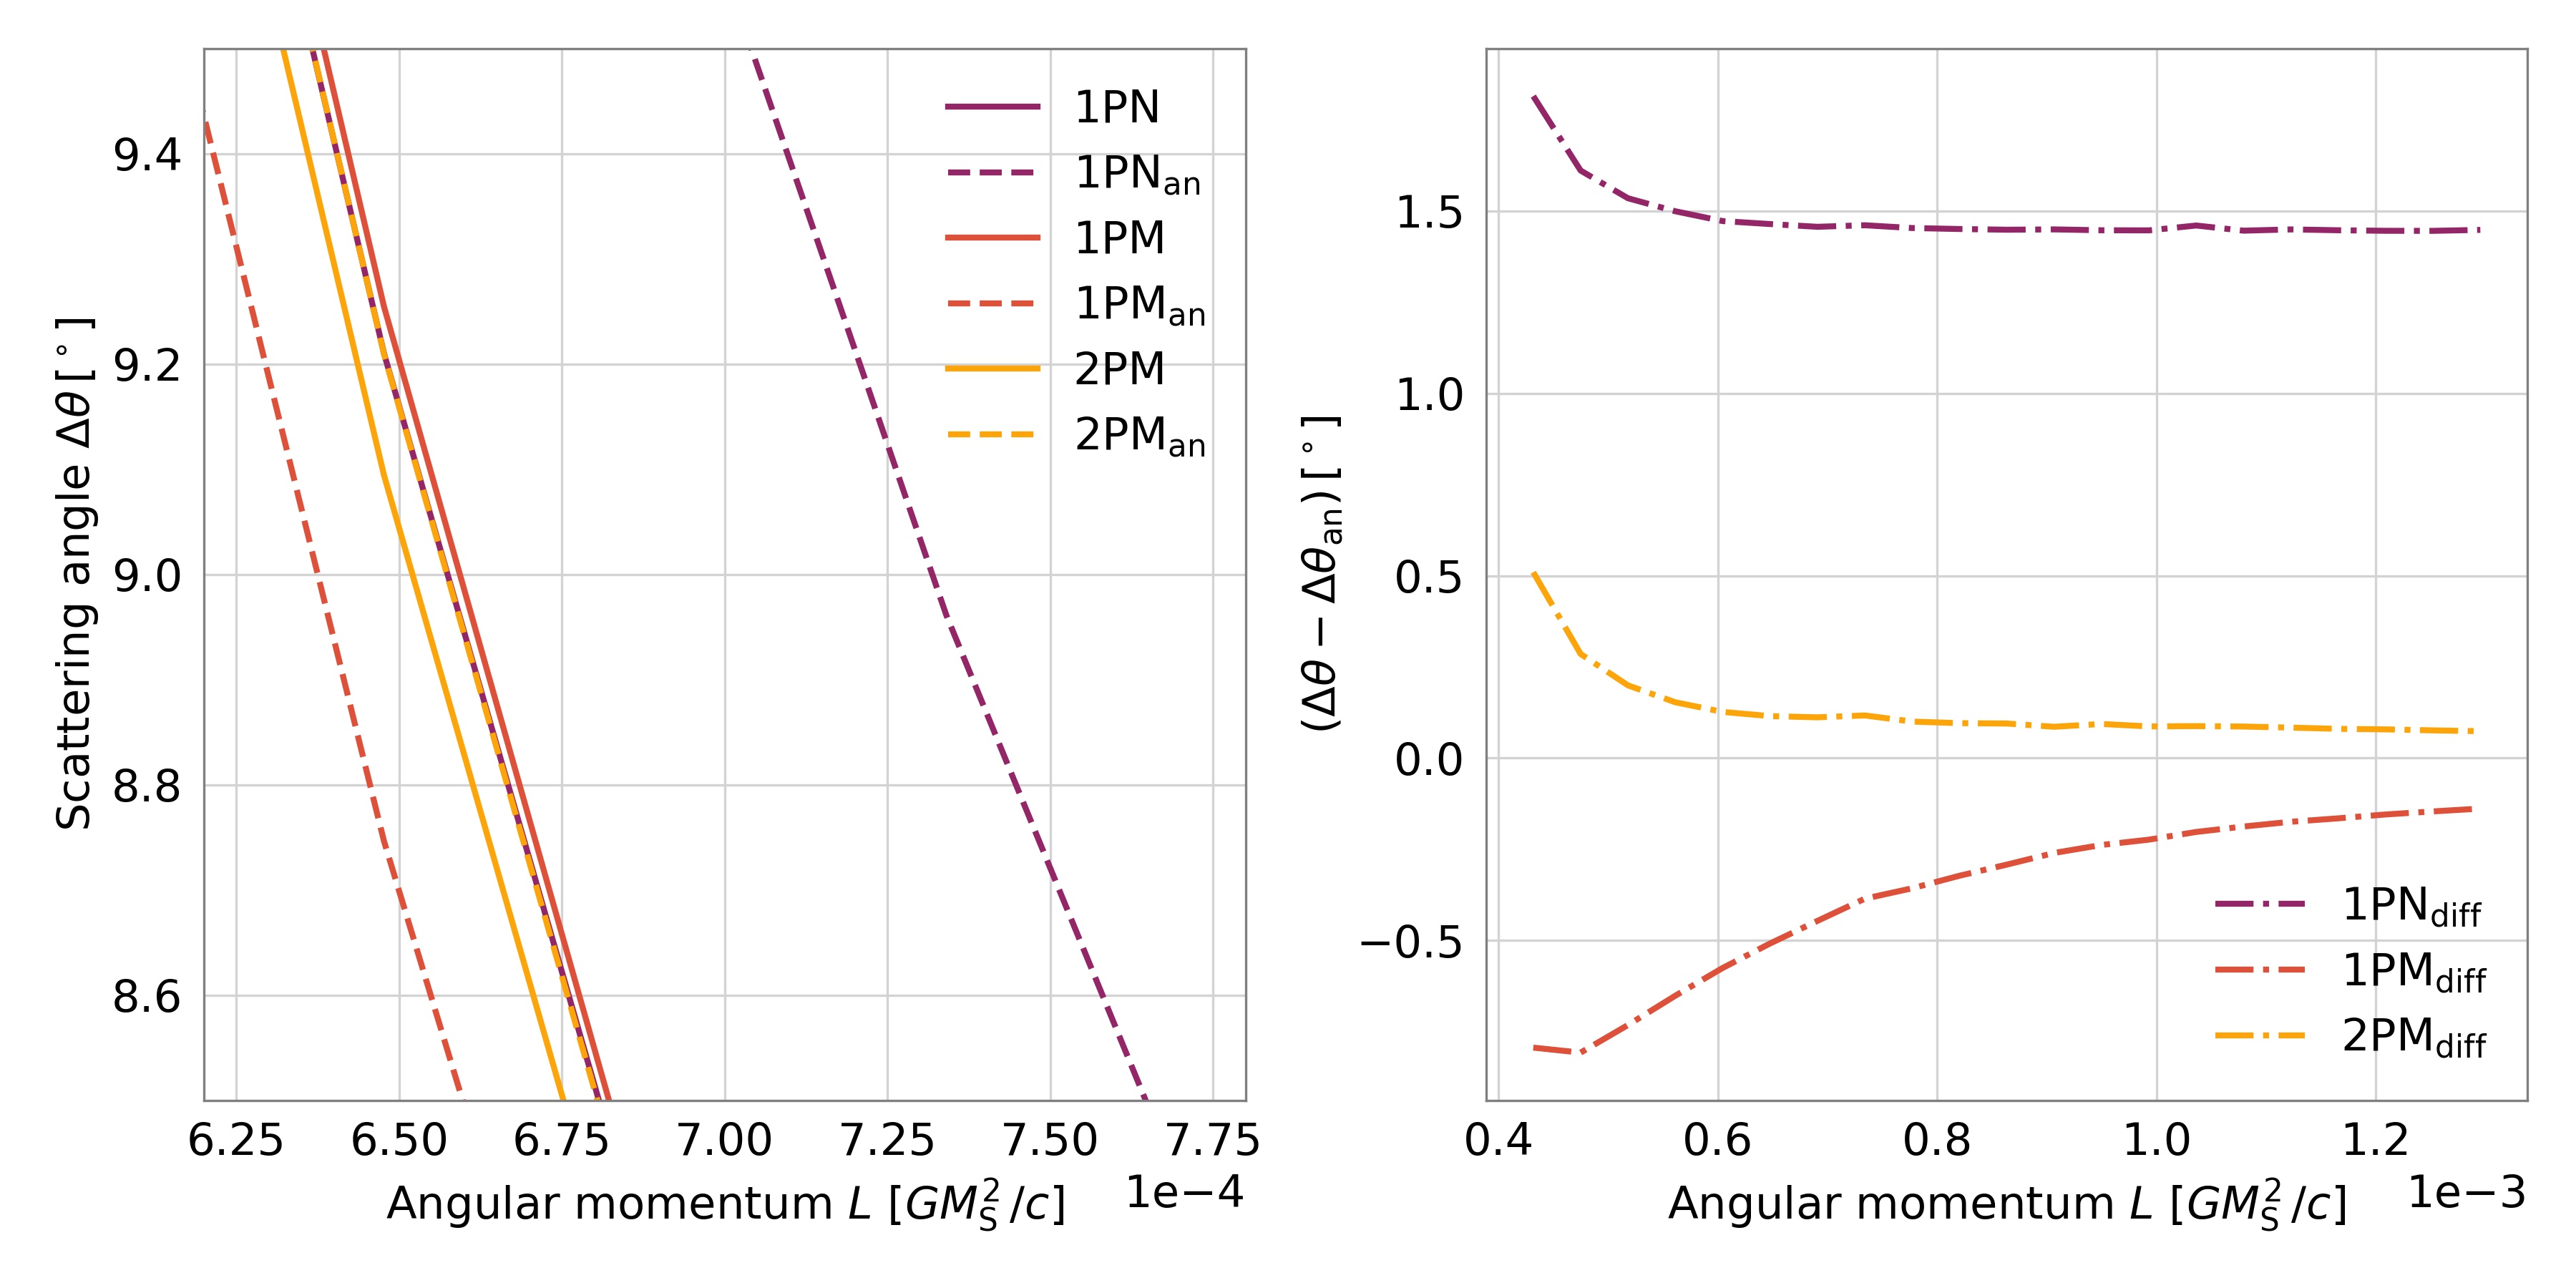 Scattering angle Δθ[°]
9.4
9.2
9.0
8.8
8.6
6.25 6.50 6.75 7.00 7.25 7.50 7.75
1e−4
Angular momentum L [GM_S^2/c]
1PN
1PN_an
1PM
1PM_an
2PM
2PM_an
(Δθ − Δθ_an)[°]
1.5
1.0
0.5
0.0
−0.5
0.4 0.6 0.8 1.0 1.2
1e−3
Angular momentum L [GM_S^2/c]
1PN_diff
1PM_diff
2PM_diff